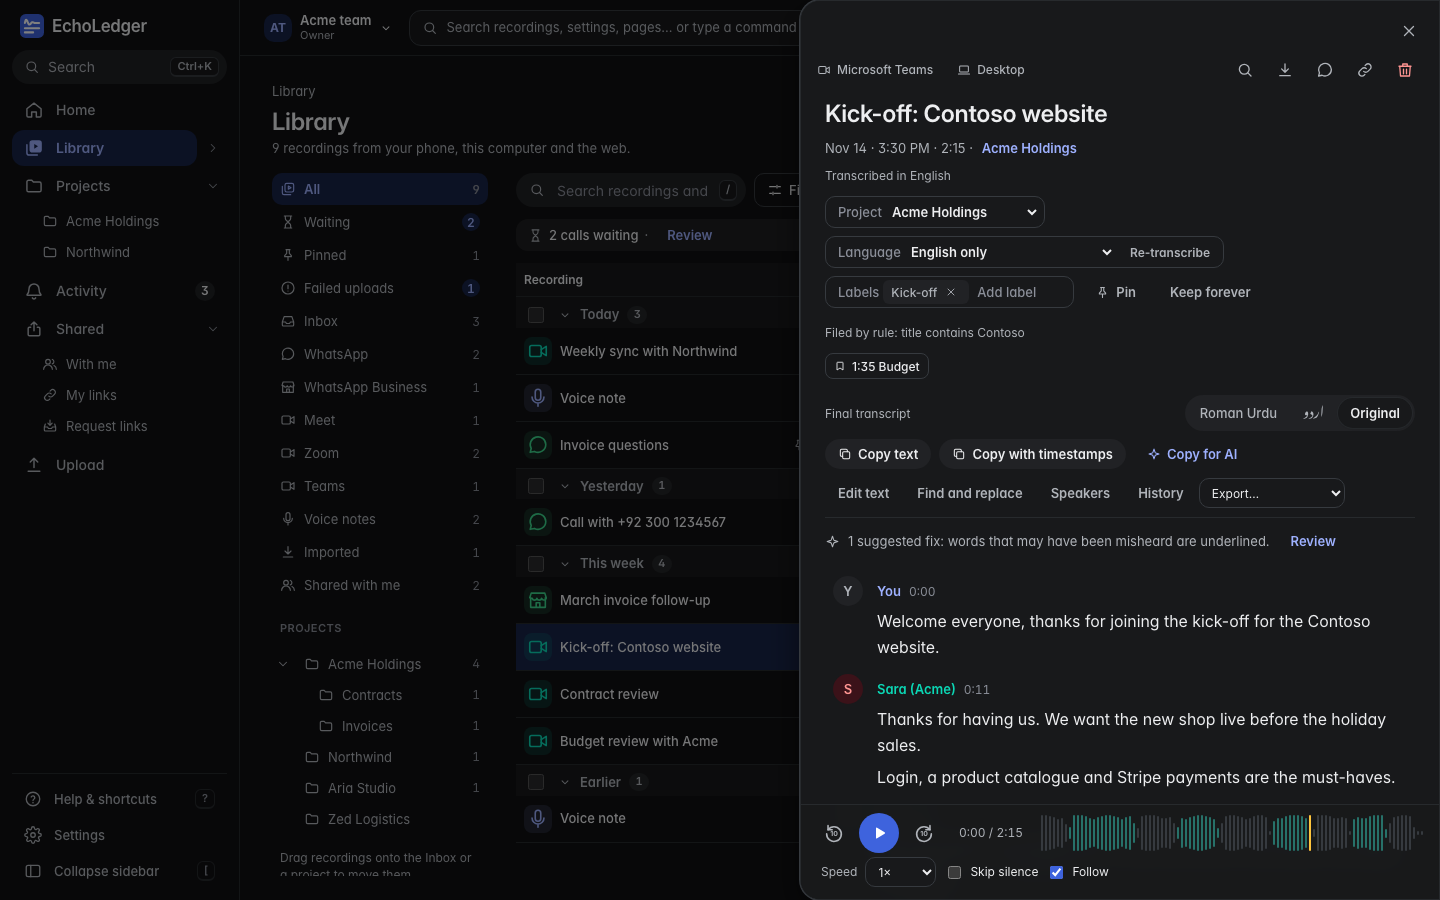 EchoLedger
Search Ctrl+K
Home
Library
Projects
Acme Holdings
Northwind
Activity 3
Shared
With me
My links
Request links
Upload
Help & shortcuts ?
Settings
Collapse sidebar [
AT Acme team
Owner
Search recordings, settings, pages... or type a command
Library
Library
9 recordings from your phone, this computer and the web.
All 9
Waiting 2
Pinned 1
Failed uploads 1
Inbox 3
WhatsApp 2
WhatsApp Business 1
Meet 1
Zoom 2
Teams 1
Voice notes 2
Imported 1
Shared with me 2
PROJECTS
Acme Holdings 4
Contracts 1
Invoices 1
Northwind 1
Aria Studio 1
Zed Logistics
Drag recordings onto the Inbox or
a project to move them
Search recordings and /
Fi
2 calls waiting · Review
Recording
Today 3
Weekly sync with Northwind
Voice note
Invoice questions
Yesterday 1
Call with +92 300 1234567
This week 4
March invoice follow-up
Kick-off: Contoso website
Contract review
Budget review with Acme
Earlier 1
Voice note
Microsoft Teams Desktop
Kick-off: Contoso website
Nov 14 · 3:30 PM · 2:15 · Acme Holdings
Transcribed in English
Project Acme Holdings
Language English only Re-transcribe
Labels Kick-off × Add label Pin Keep forever
Filed by rule: title contains Contoso
1:35 Budget
Final transcript Roman Urdu اردو Original
Copy text Copy with timestamps Copy for AI
Edit text Find and replace Speakers History Export...
1 suggested fix: words that may have been misheard are underlined. Review
Y You 0:00
Welcome everyone, thanks for joining the kick-off for the Contoso
website.
S Sara (Acme) 0:11
Thanks for having us. We want the new shop live before the holiday
sales.
Login, a product catalogue and Stripe payments are the must-haves.
10 10 0:00 / 2:15
Speed 1× Skip silence Follow